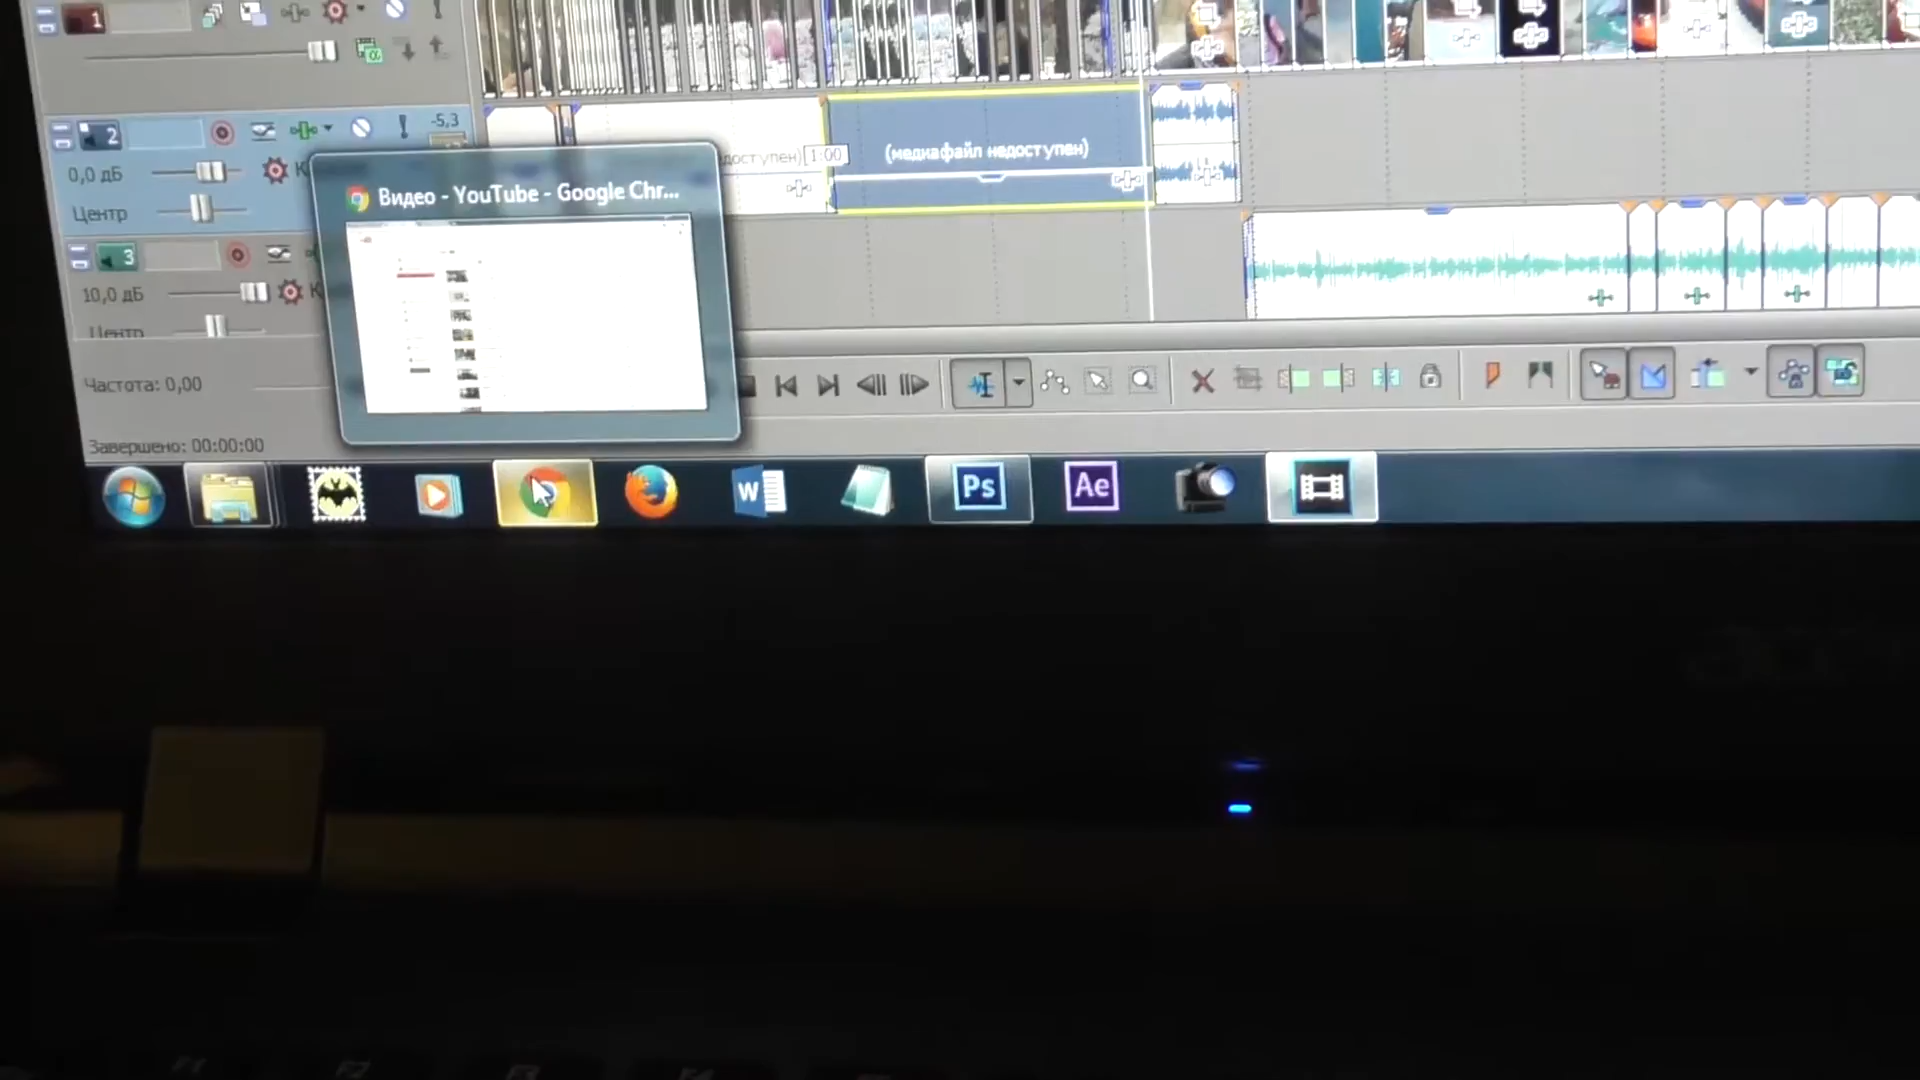 1
2
-5,3
0,0 дБ
Центр
доступен)
1:00
(медиафайл недоступен)
Видео - YouTube - Google Chr...
3
10,0 дБ
Центр
Частота: 0,00
Завершено: 00:00:00
W
Ps
Ae